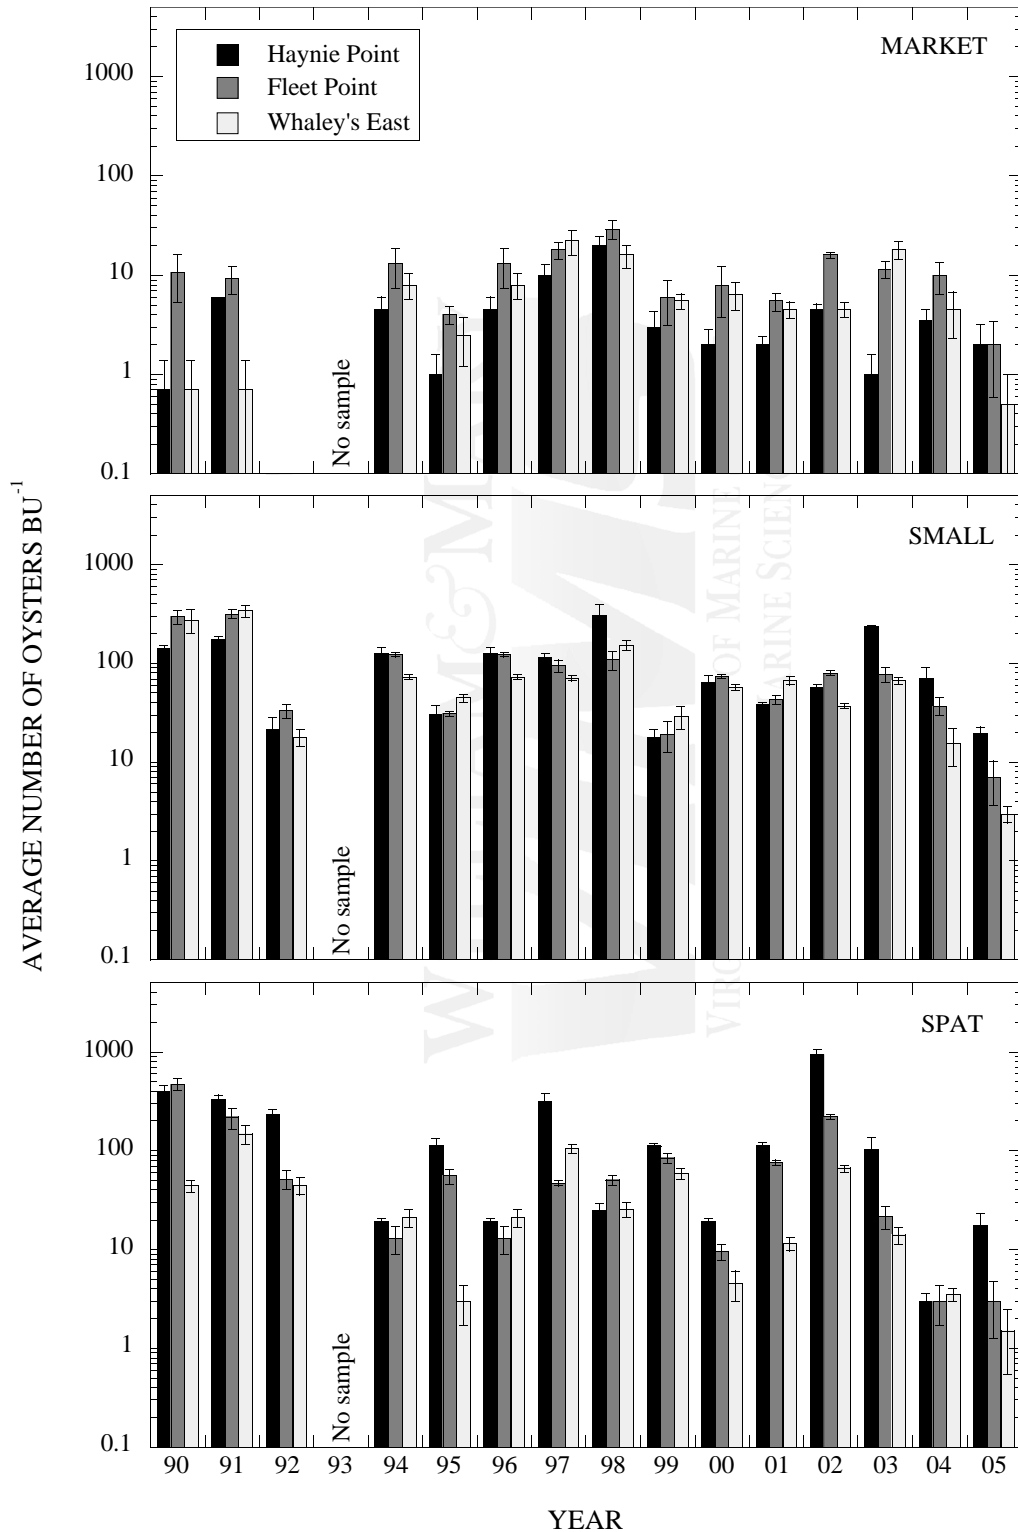 Haynie Point
Fleet Point
Whaley's East
MARKET
1000
100
10
1
0.1
No sample
SMALL
1000
100
10
1
0.1
No sample
SPAT
1000
100
10
1
0.1
No sample
90 91 92 93 94 95 96 97 98 99 00 01 02 03 04 05
YEAR
AVERAGE NUMBER OF OYSTERS BU-1